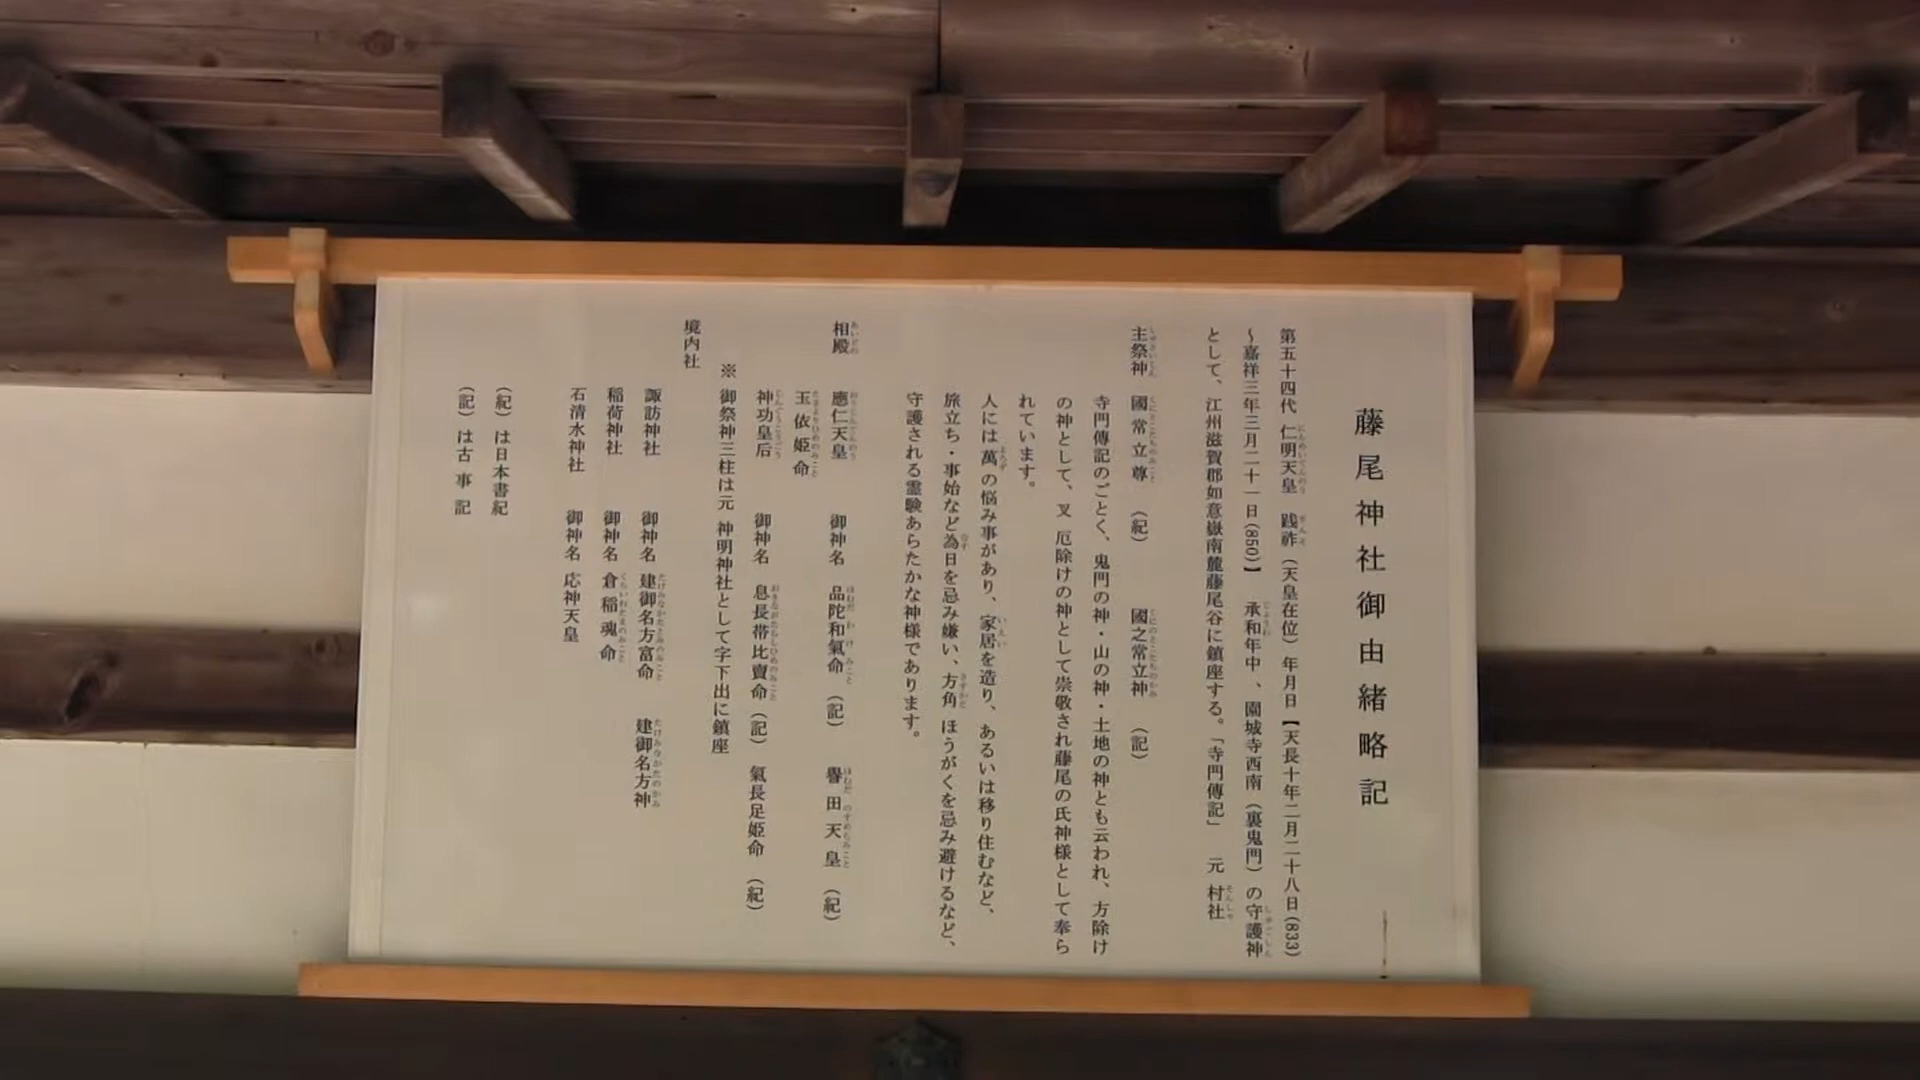 藤尾神社御由緒略記
第五十四代 仁明天皇 践祚（天皇在位）年月日【天長十年二月二十八日(833)
～嘉祥三年三月二十一日(850)】 承和年中、園城寺西南（裏鬼門）の守護神
として、江州滋賀郡如意嶽南麓藤尾谷に鎮座する。「寺門傳記」 元 村社
主祭神 國常立尊（紀） 國之常立神（記）
寺門傳記のごとく、鬼門の神・山の神・土地の神とも云われ、方除け
の神として、又 厄除けの神として崇敬され藤尾の氏神様として奉ら
れています。
人には萬の悩み事があり、家居を造り、あるいは移り住むなど、
旅立ち・事始など為日を忌み嫌い、方角 ほうがくを忌み避けるなど、
守護される霊験あらたかな神様であります。
相殿 應仁天皇 御神名 品陀和氣命（記） 譽田天皇（紀）
玉依姫命
神功皇后 御神名 息長帯比賣命（記） 氣長足姫命（紀）
※ 御祭神三柱は元 神明神社として字下出に鎮座
境内社
諏訪神社 御神名 建御名方富命 建御名方神
稲荷神社 御神名 倉稲魂命
石清水神社 御神名 応神天皇
（紀）は日本書紀
（記）は古事記